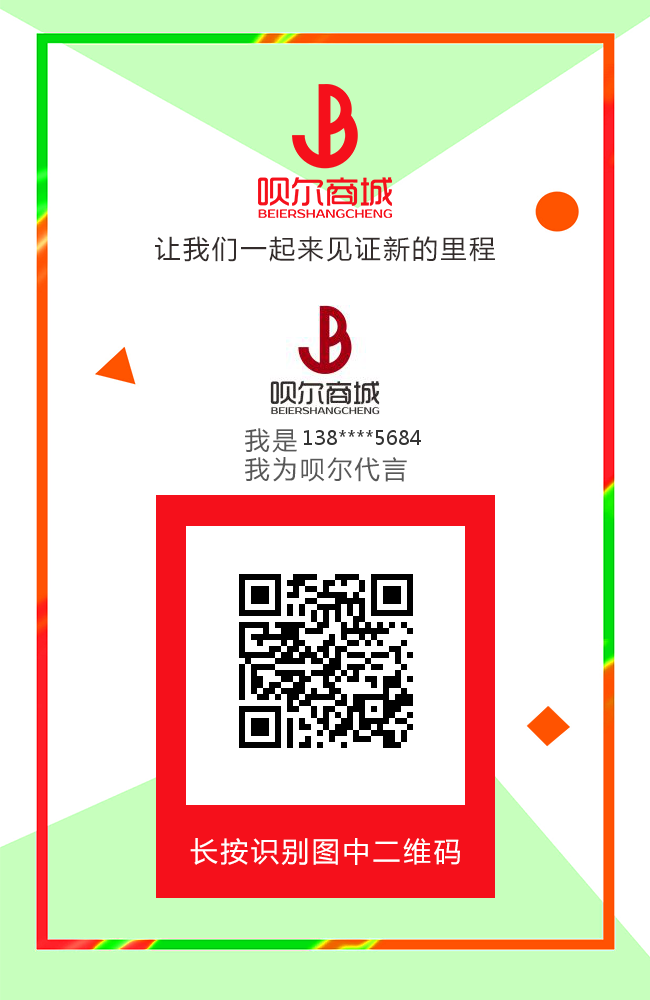 呗尔商城
BEIERSHANGCHENG
让我们一起来见证新的里程
呗尔商城
BEIERSHANGCHENG
我是 138****5684
我为呗尔代言
长按识别图中二维码